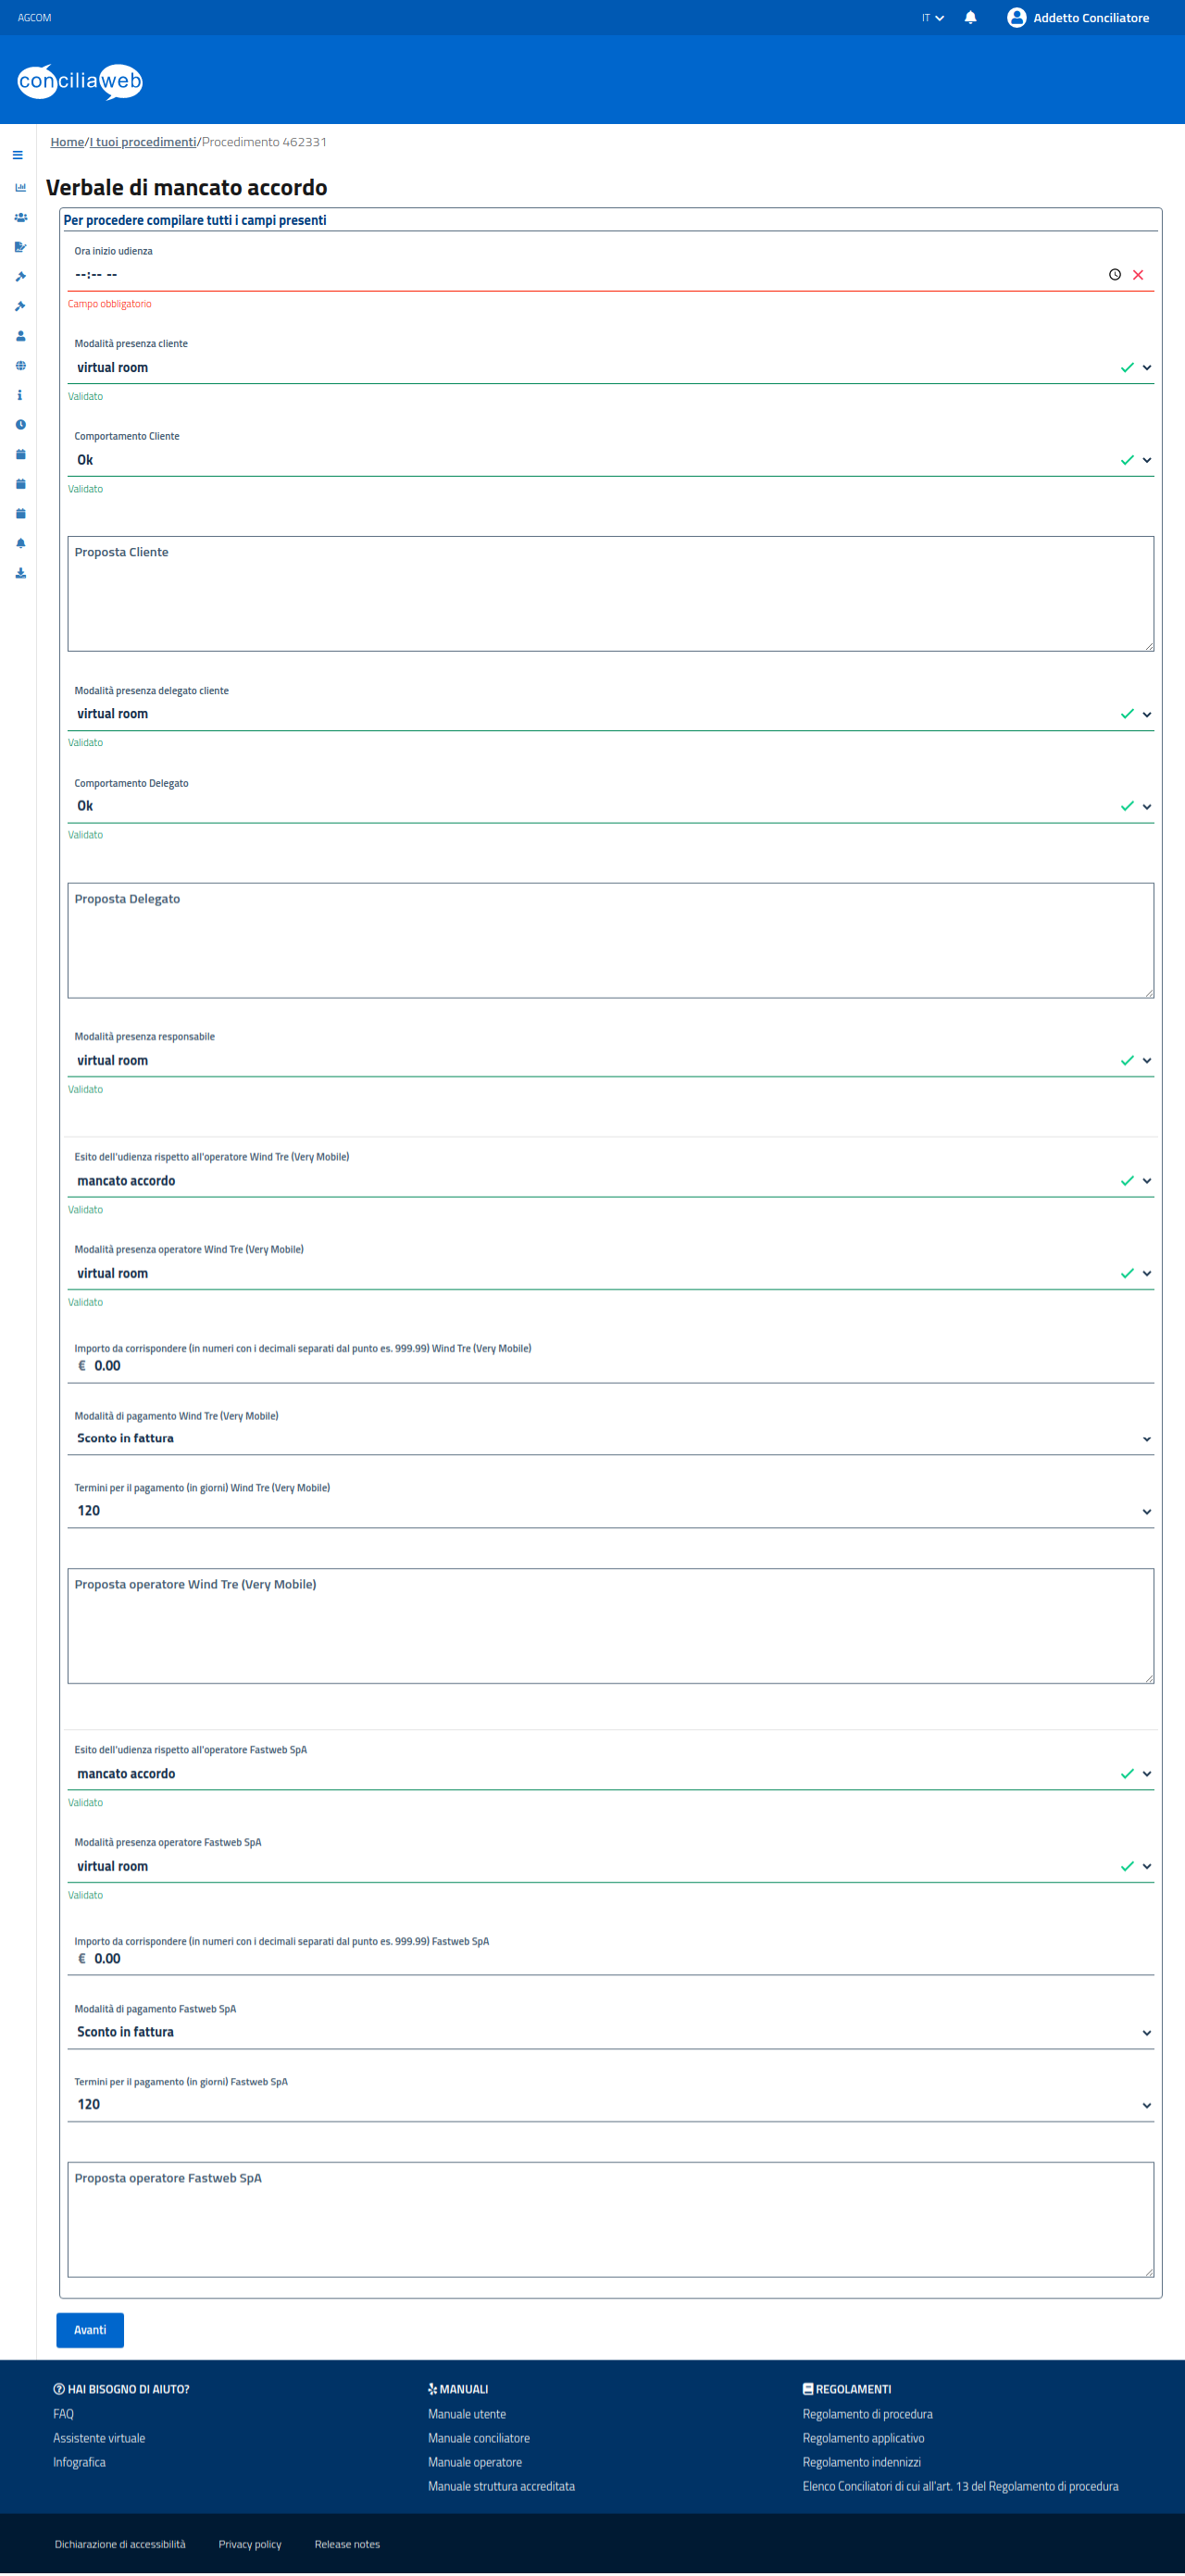 AGCOM
IT
Addetto Conciliatore
conciliaweb
Home/I tuoi procedimenti/Procedimento 462331
Verbale di mancato accordo
Per procedere compilare tutti i campi presenti
Ora inizio udienza
--:-- --
Campo obbligatorio
Modalità presenza cliente
virtual room
Validato
Comportamento Cliente
Ok
Validato
Proposta Cliente
Modalità presenza delegato cliente
virtual room
Validato
Comportamento Delegato
Ok
Validato
Proposta Delegato
Modalità presenza responsabile
virtual room
Validato
Esito dell'udienza rispetto all'operatore Wind Tre (Very Mobile)
mancato accordo
Validato
Modalità presenza operatore Wind Tre (Very Mobile)
virtual room
Validato
Importo da corrispondere (in numeri con i decimali separati dal punto es. 999.99) Wind Tre (Very Mobile)
€ 0.00
Modalità di pagamento Wind Tre (Very Mobile)
Sconto in fattura
Termini per il pagamento (in giorni) Wind Tre (Very Mobile)
120
Proposta operatore Wind Tre (Very Mobile)
Esito dell'udienza rispetto all'operatore Fastweb SpA
mancato accordo
Validato
Modalità presenza operatore Fastweb SpA
virtual room
Validato
Importo da corrispondere (in numeri con i decimali separati dal punto es. 999.99) Fastweb SpA
€ 0.00
Modalità di pagamento Fastweb SpA
Sconto in fattura
Termini per il pagamento (in giorni) Fastweb SpA
120
Proposta operatore Fastweb SpA
Avanti
HAI BISOGNO DI AIUTO?
FAQ
Assistente virtuale
Infografica
MANUALI
Manuale utente
Manuale conciliatore
Manuale operatore
Manuale struttura accreditata
REGOLAMENTI
Regolamento di procedura
Regolamento applicativo
Regolamento indennizzi
Elenco Conciliatori di cui all'art. 13 del Regolamento di procedura
Dichiarazione di accessibilità
Privacy policy
Release notes